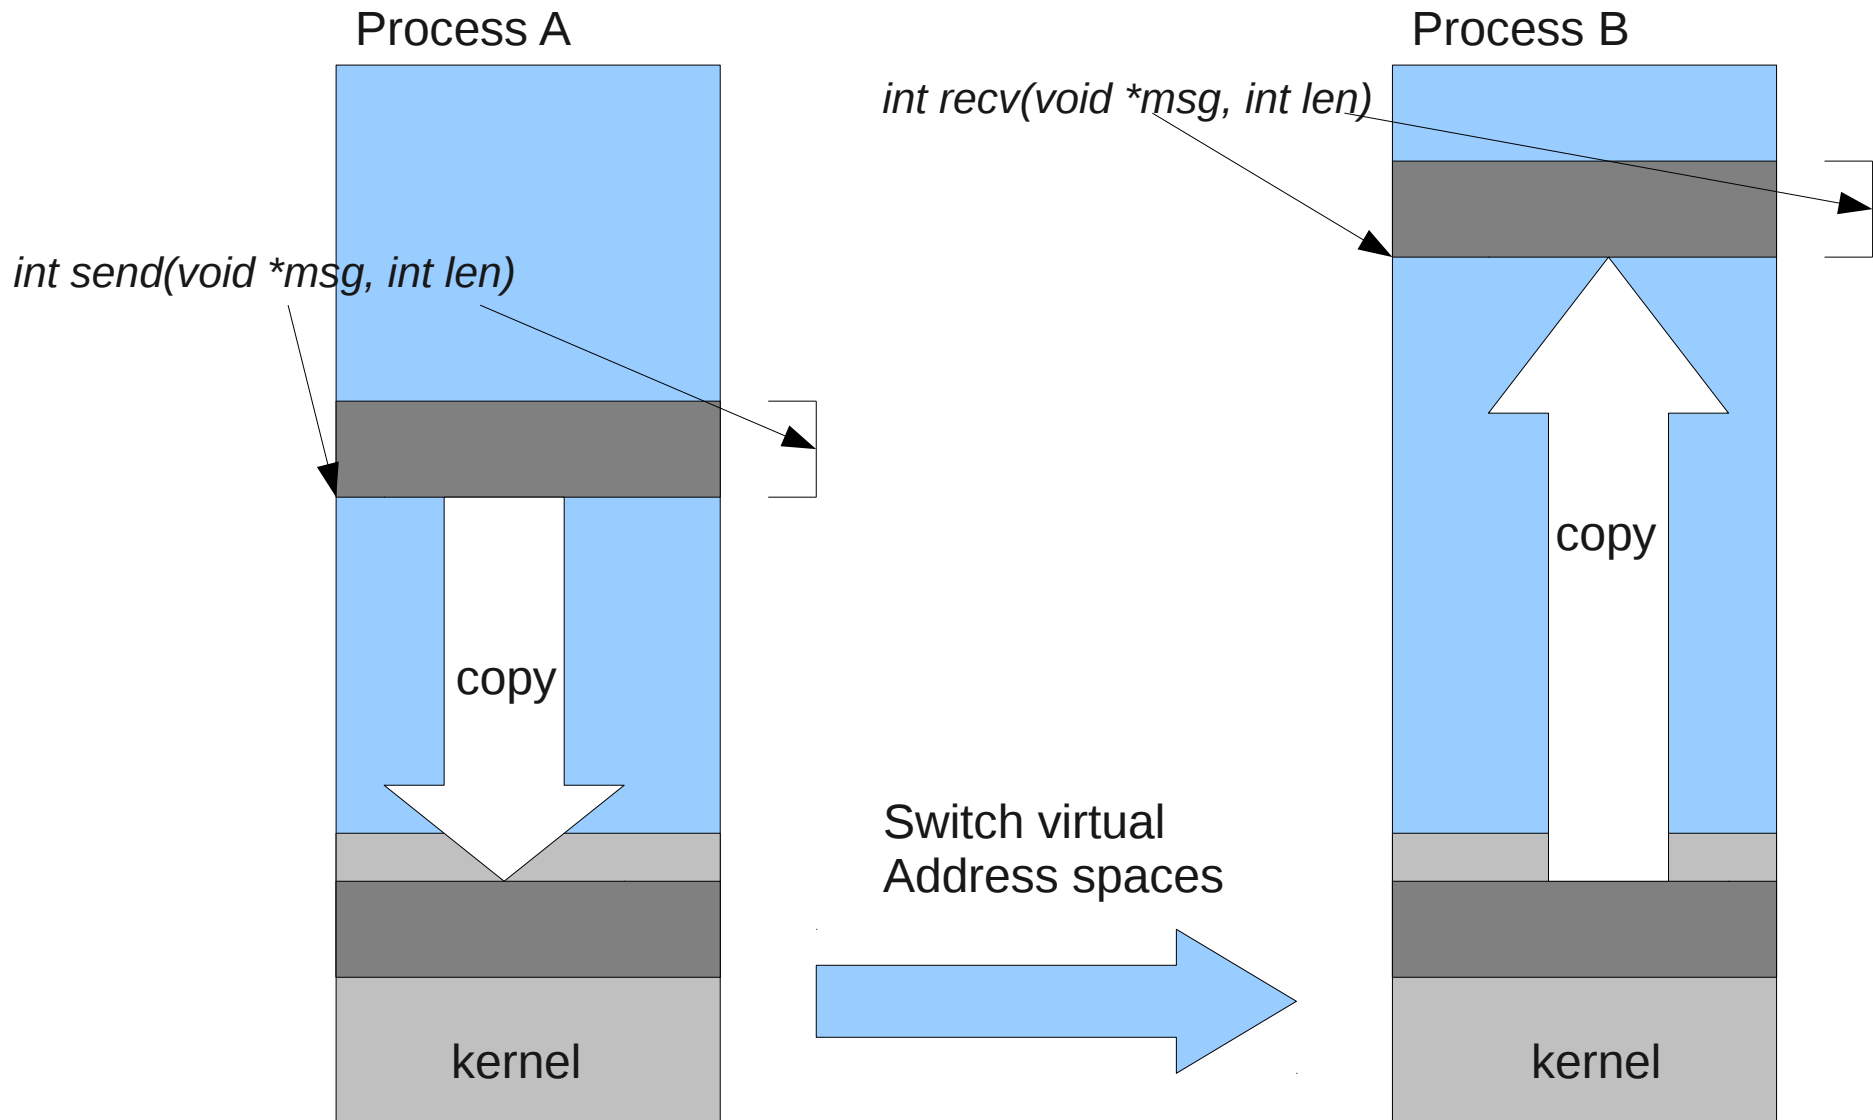 Process A
Process B
int recv(void *msg, int len)
int send(void *msg, int len)
copy
copy
Switch virtual
Address spaces
kernel
kernel